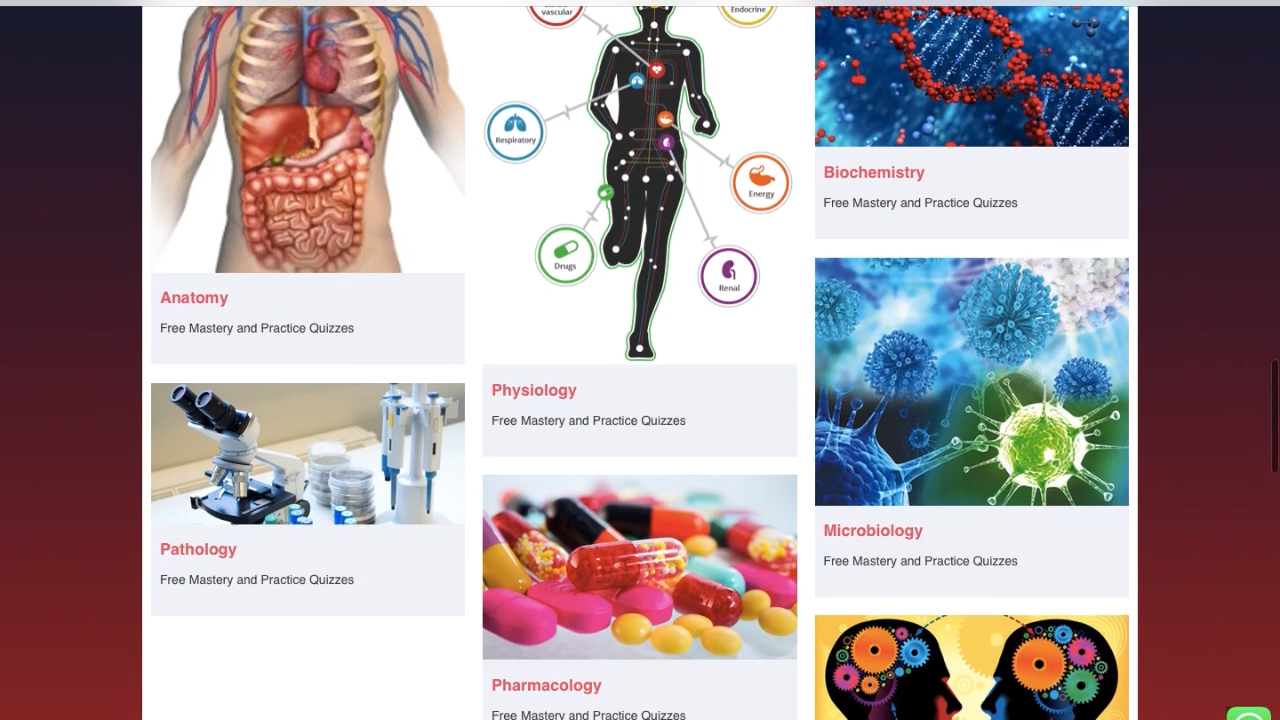 Anatomy
Free Mastery and Practice Quizzes
Pathology
Free Mastery and Practice Quizzes
vascular
Endocrine
Respiratory
Energy
Drugs
Renal
Physiology
Free Mastery and Practice Quizzes
Pharmacology
Free Mastery and Practice Quizzes
Biochemistry
Free Mastery and Practice Quizzes
Microbiology
Free Mastery and Practice Quizzes